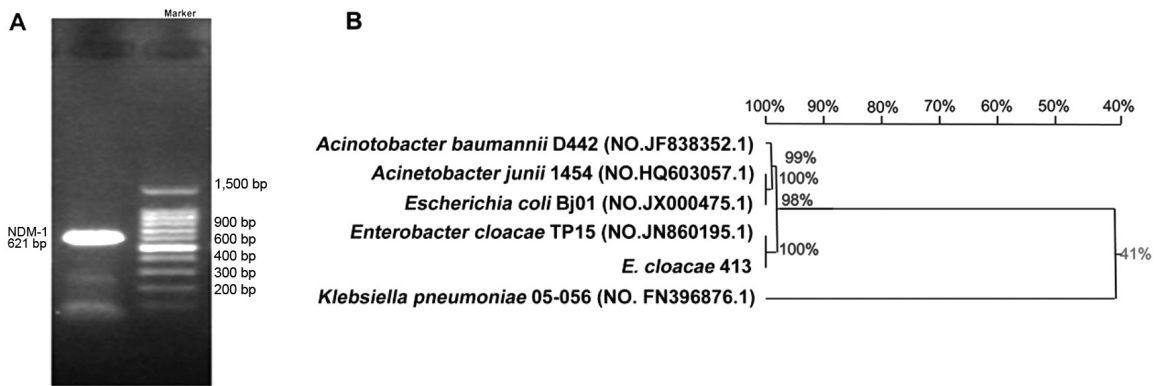 A
Marker
1,500 bp
900 bp
600 bp
400 bp
300 bp
200 bp
NDM-1
621 bp
B
100% 90% 80% 70% 60% 50% 40%
Acinotobacter baumannii D442 (NO.JF838352.1)
99%
Acinetobacter junii 1454 (NO.HQ603057.1)
100%
Escherichia coli Bj01 (NO.JX000475.1)
98%
Enterobacter cloacae TP15 (NO.JN860195.1)
100%
E. cloacae 413
41%
Klebsiella pneumoniae 05-056 (NO. FN396876.1)